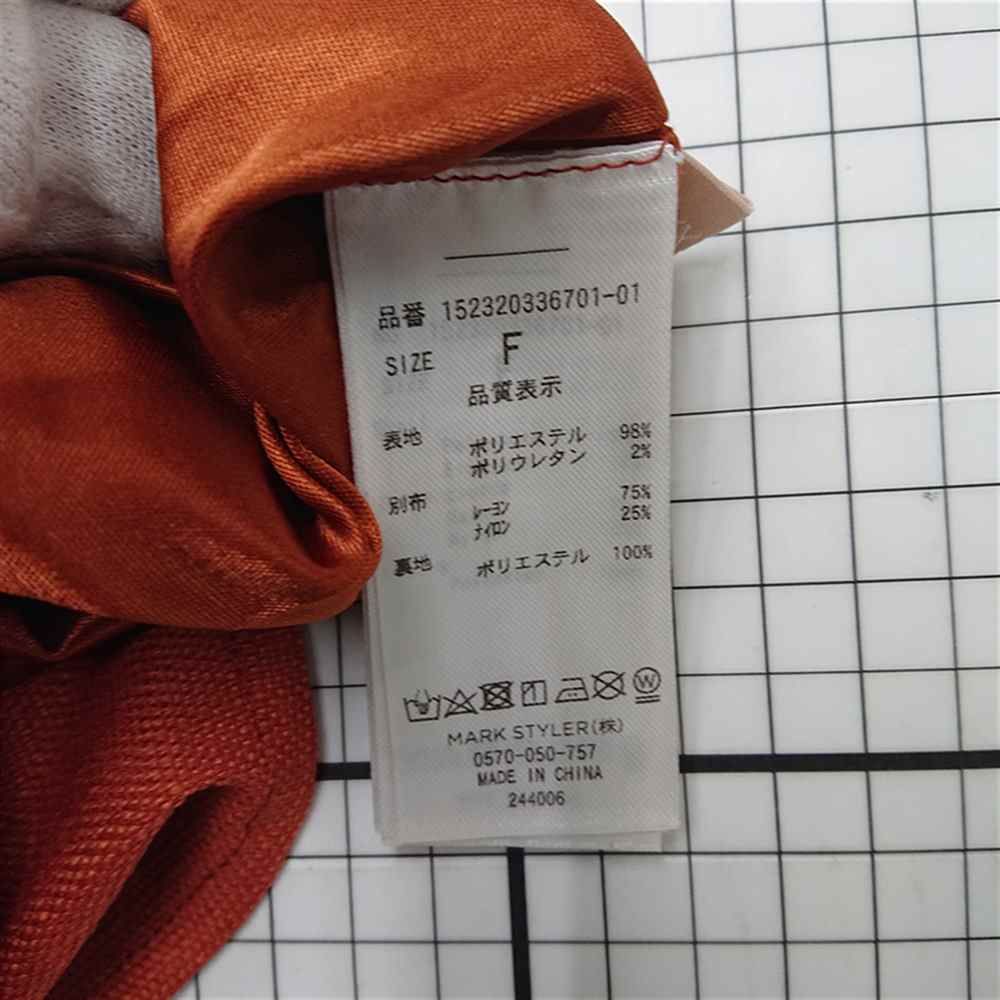 品番 152320336701-01
SIZE F
品質表示
表地 ポリエステル 98%
ポリウレタン 2%
別布 レーヨン 75%
ナイロン 25%
裏地 ポリエステル 100%
W
MARK STYLER(株)
0570-050-757
MADE IN CHINA
244006